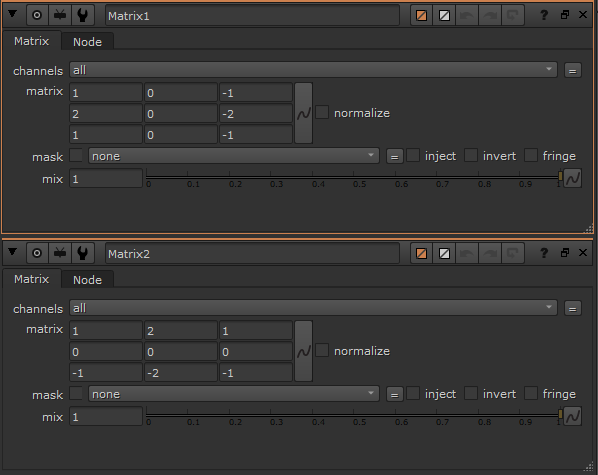 Matrix1 ?
Matrix Node
channels all =
matrix 1 0 -1
2 0 -2 normalize
1 0 -1
mask none = inject invert fringe
mix 1
0 0.1 0.2 0.3 0.4 0.5 0.6 0.7 0.8 0.9 1
Matrix2 ?
Matrix Node
channels all =
matrix 1 2 1
0 0 0 normalize
-1 -2 -1
mask none = inject invert fringe
mix 1
0 0.1 0.2 0.3 0.4 0.5 0.6 0.7 0.8 0.9 1